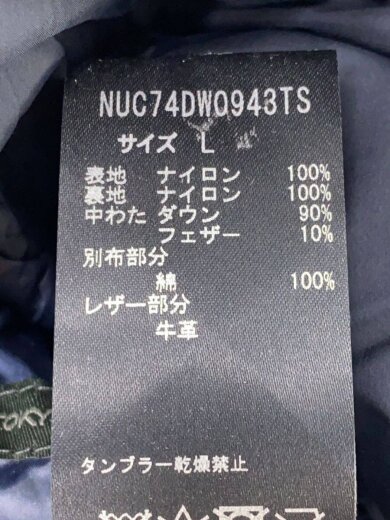 NUC74DW0943TS
サイズ L
表地 ナイロン 100%
裏地 ナイロン 100%
中わた ダウン 90%
フェザー 10%
別布部分
綿 100%
レザー部分
牛革
タンブラー乾燥禁止